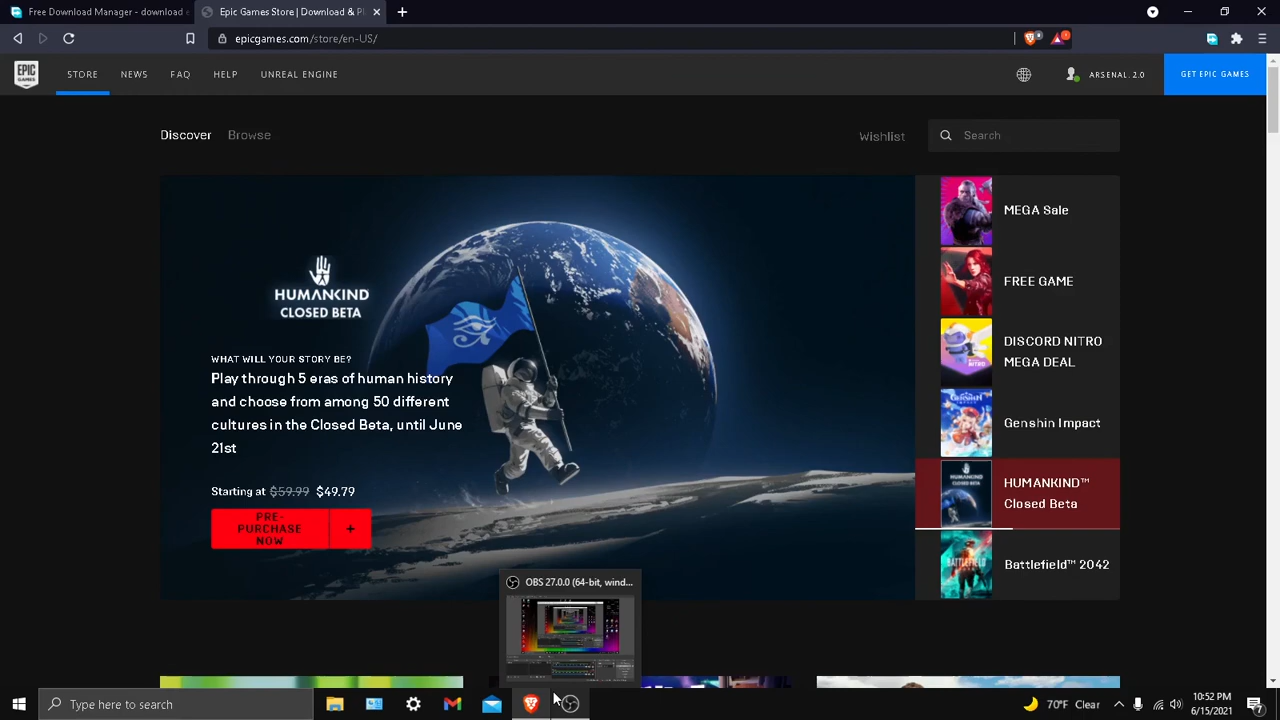 Free Download Manager - download e
Epic Games Store | Download & Pl
epicgames.com/store/en-US/
EPIC GAMES
STORE
NEWS
FAQ
HELP
UNREAL ENGINE
ARSENAL. 2.0
GET EPIC GAMES
Discover
Browse
Wishlist
Search
HUMANKIND
CLOSED BETA
WHAT WILL YOUR STORY BE?
Play through 5 eras of human history
and choose from among 50 different
cultures in the Closed Beta, until June
21st
Starting at $59.99 $49.79
PRE-
PURCHASE
NOW
+
MEGA Sale
FREE GAME
DISCORD NITRO
MEGA DEAL
Genshin Impact
HUMANKIND™
Closed Beta
Battlefield™ 2042
OBS 27.0.0 (64-bit, wind...
Type here to search
70°F Clear
10:52 PM
6/15/2021